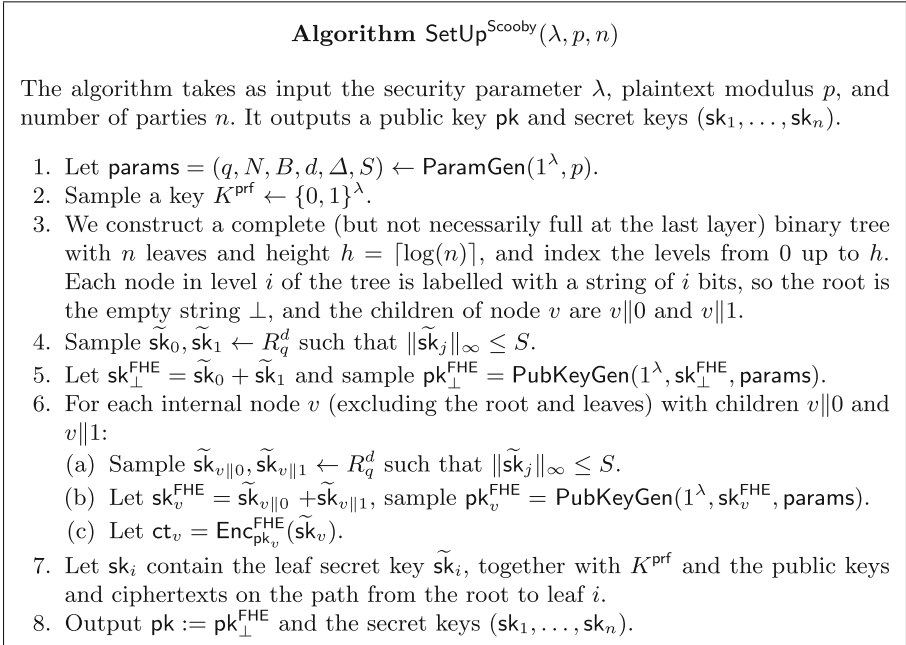 Algorithm SetUp^Scooby(λ, p, n)
The algorithm takes as input the security parameter λ, plaintext modulus p, and
number of parties n. It outputs a public key pk and secret keys (sk_1, . . . , sk_n).
1. Let params = (q, N, B, d, Δ, S) ← ParamGen(1^λ, p).
2. Sample a key K^prf ← {0, 1}^λ.
3. We construct a complete (but not necessarily full at the last layer) binary tree
with n leaves and height h = ⌈log(n)⌉, and index the levels from 0 up to h.
Each node in level i of the tree is labelled with a string of i bits, so the root is
the empty string ⊥, and the children of node v are v‖0 and v‖1.
4. Sample s̃k_0, s̃k_1 ← R_q^d such that ‖s̃k_j‖_∞ ≤ S.
5. Let sk_⊥^FHE = s̃k_0 + s̃k_1 and sample pk_⊥^FHE = PubKeyGen(1^λ, sk_⊥^FHE, params).
6. For each internal node v (excluding the root and leaves) with children v‖0 and
v‖1:
(a) Sample s̃k_{v‖0}, s̃k_{v‖1} ← R_q^d such that ‖s̃k_j‖_∞ ≤ S.
(b) Let sk_v^FHE = s̃k_{v‖0} + s̃k_{v‖1}, sample pk_v^FHE = PubKeyGen(1^λ, sk_v^FHE, params).
(c) Let ct_v = Enc_{pk_v}^FHE(s̃k_v).
7. Let sk_i contain the leaf secret key s̃k_i, together with K^prf and the public keys
and ciphertexts on the path from the root to leaf i.
8. Output pk := pk_⊥^FHE and the secret keys (sk_1, . . . , sk_n).